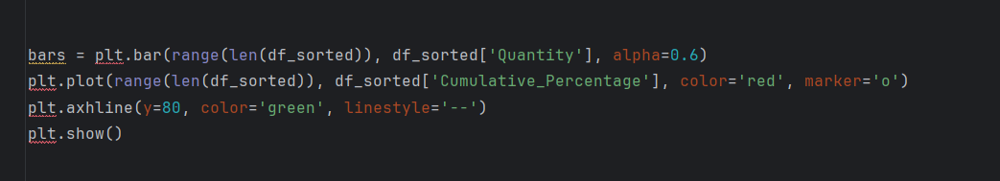 bars = plt.bar(range(len(df_sorted)), df_sorted['Quantity'], alpha=0.6)
plt.plot(range(len(df_sorted)), df_sorted['Cumulative_Percentage'], color='red', marker='o')
plt.axhline(y=80, color='green', linestyle='--')
plt.show()